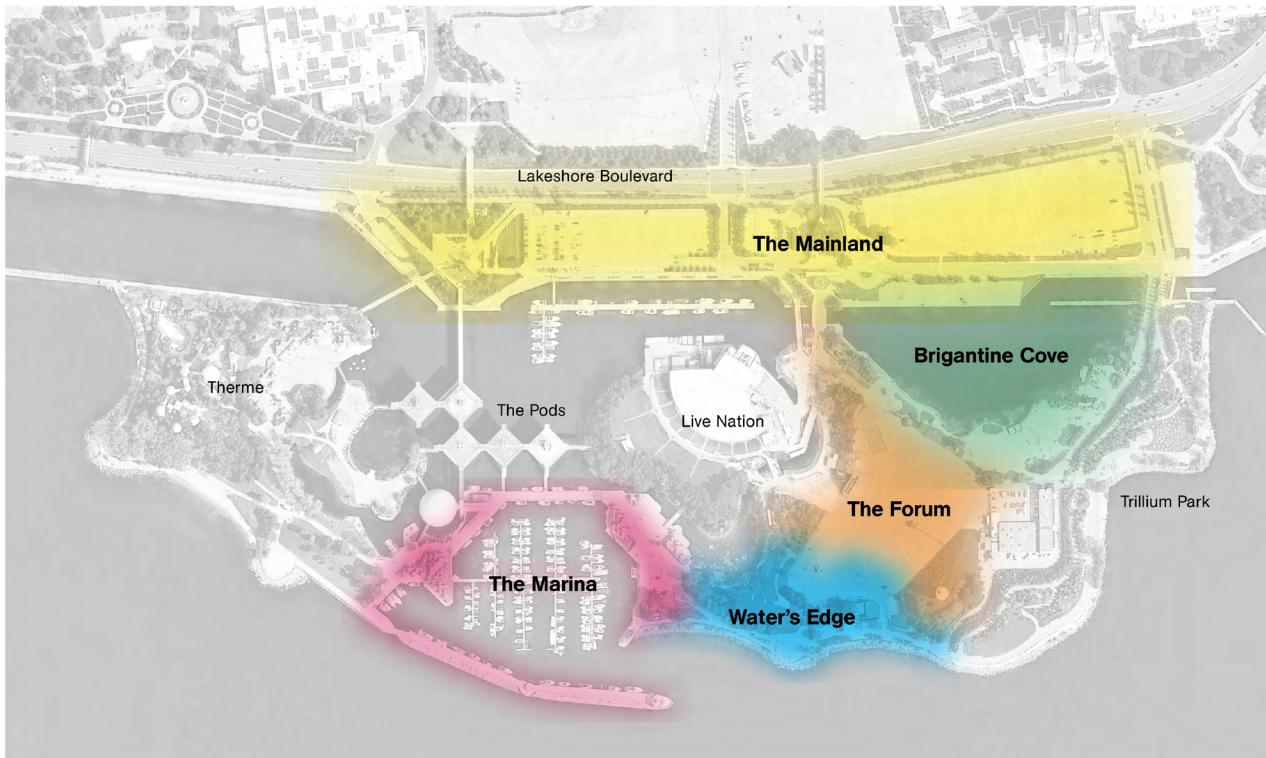 Lakeshore Boulevard
The Mainland
Brigantine Cove
Therme
The Pods
Live Nation
Trillium Park
The Forum
The Marina
Water's Edge